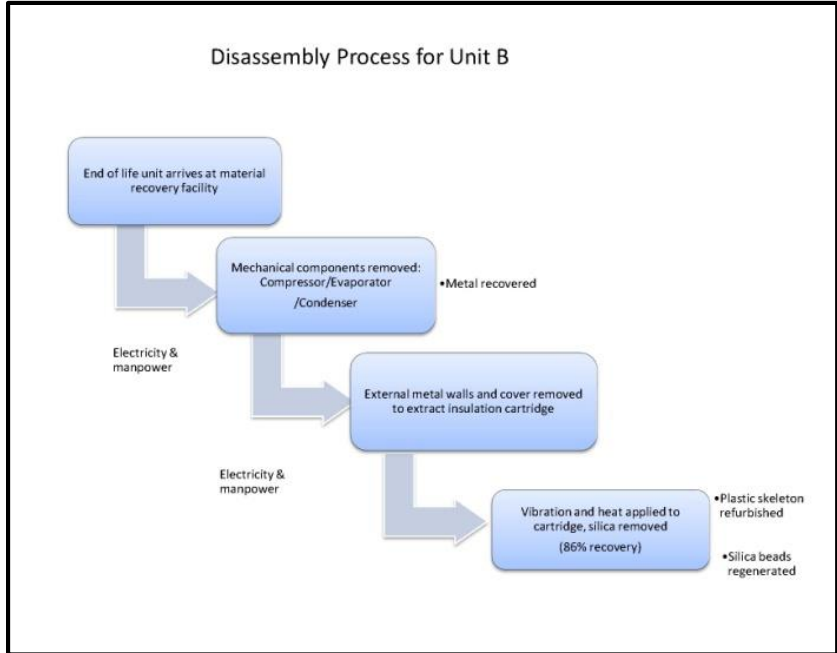 Disassembly Process for Unit B
End of life unit arrives at material
recovery facility
Mechanical components removed:
Compressor/Evaporator
/Condenser
•Metal recovered
Electricity &
manpower
External metal walls and cover removed
to extract insulation cartridge
Electricity &
manpower
Vibration and heat applied to
cartridge, silica removed
(86% recovery)
•Plastic skeleton
refurbished
•Silica beads
regenerated